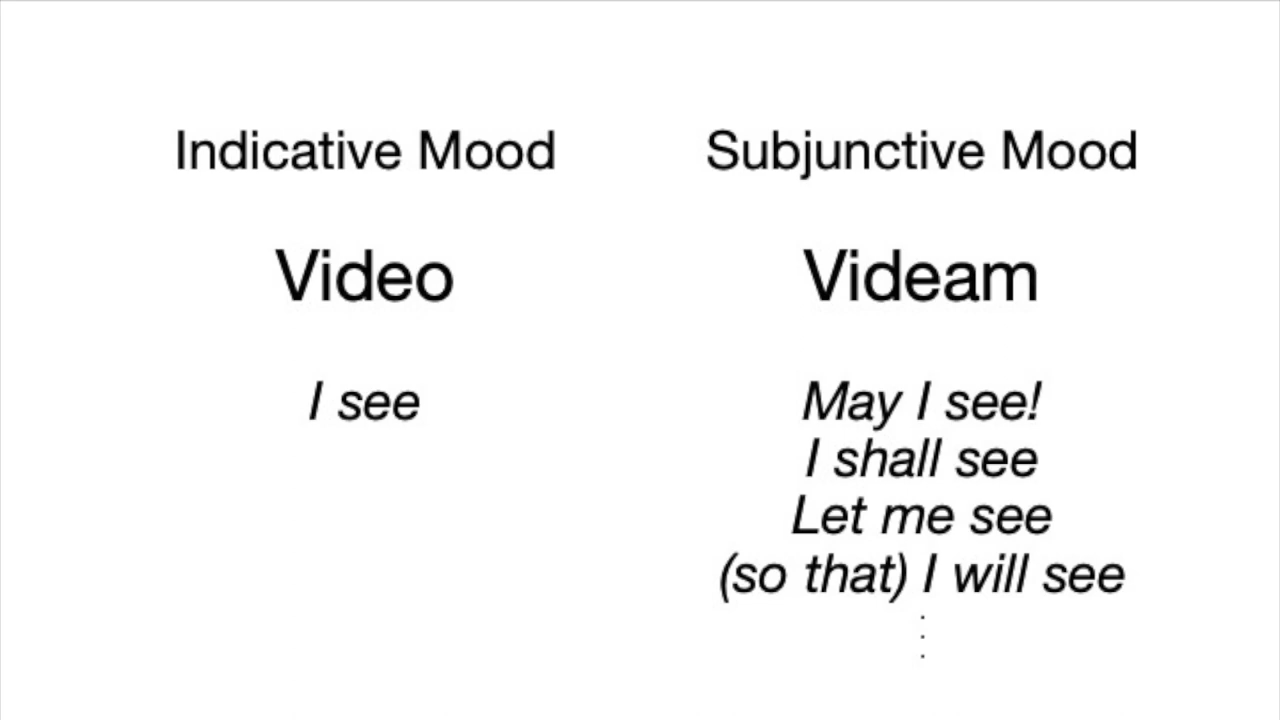 Indicative Mood
Video
I see
Subjunctive Mood
Videam
May I see!
I shall see
Let me see
(so that) I will see
.
.
.